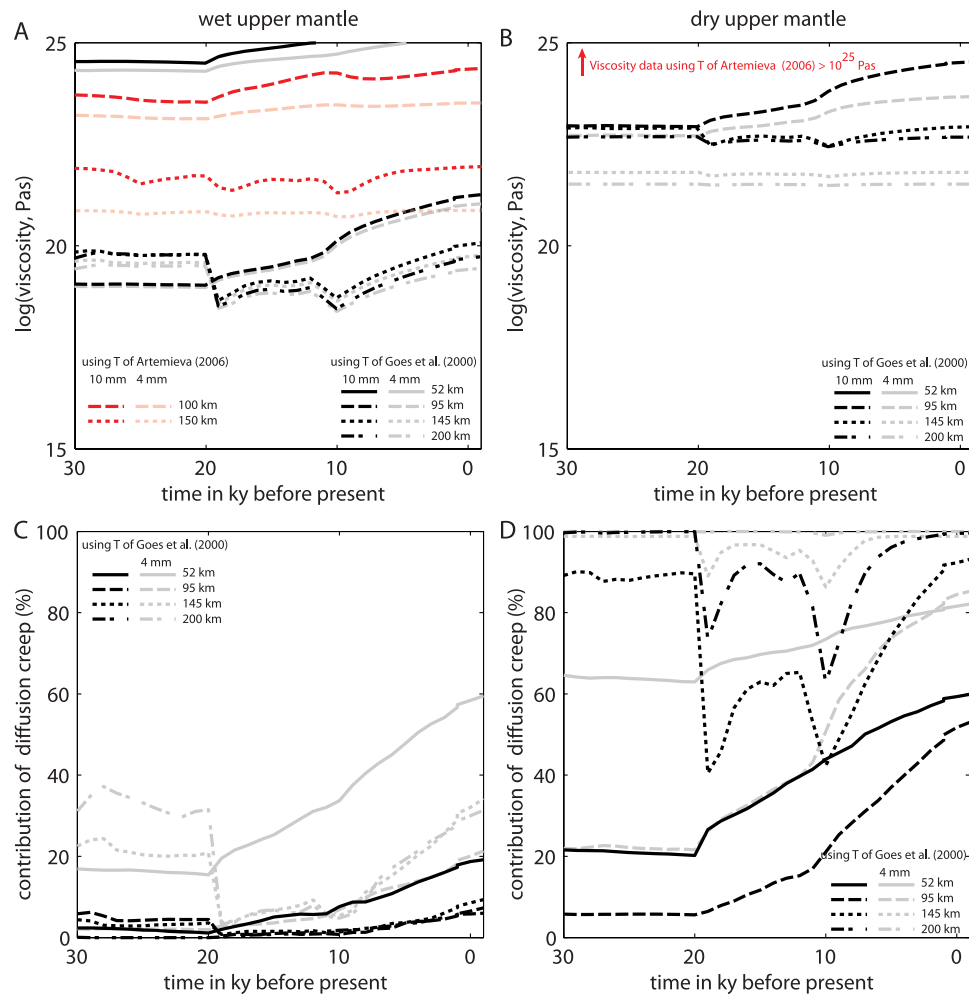 wet upper mantle
dry upper mantle
A
25
20
15
log(viscosity, Pas)
using T of Artemieva (2006)
10 mm 4 mm
100 km
150 km
using T of Goes et al. (2000)
10 mm 4 mm
52 km
95 km
145 km
200 km
30 20 10 0
time in ky before present
B
25
20
15
log(viscosity, Pas)
Viscosity data using T of Artemieva (2006) > 10^25 Pas
using T of Goes et al. (2000)
10 mm 4 mm
52 km
95 km
145 km
200 km
30 20 10 0
time in ky before present
C
100
80
60
40
20
0
contribution of diffusion creep (%)
using T of Goes et al. (2000)
4 mm
52 km
95 km
145 km
200 km
30 20 10 0
time in ky before present
D
100
80
60
40
20
0
contribution of diffusion creep (%)
using T of Goes et al. (2000)
4 mm
52 km
95 km
145 km
200 km
30 20 10 0
time in ky before present